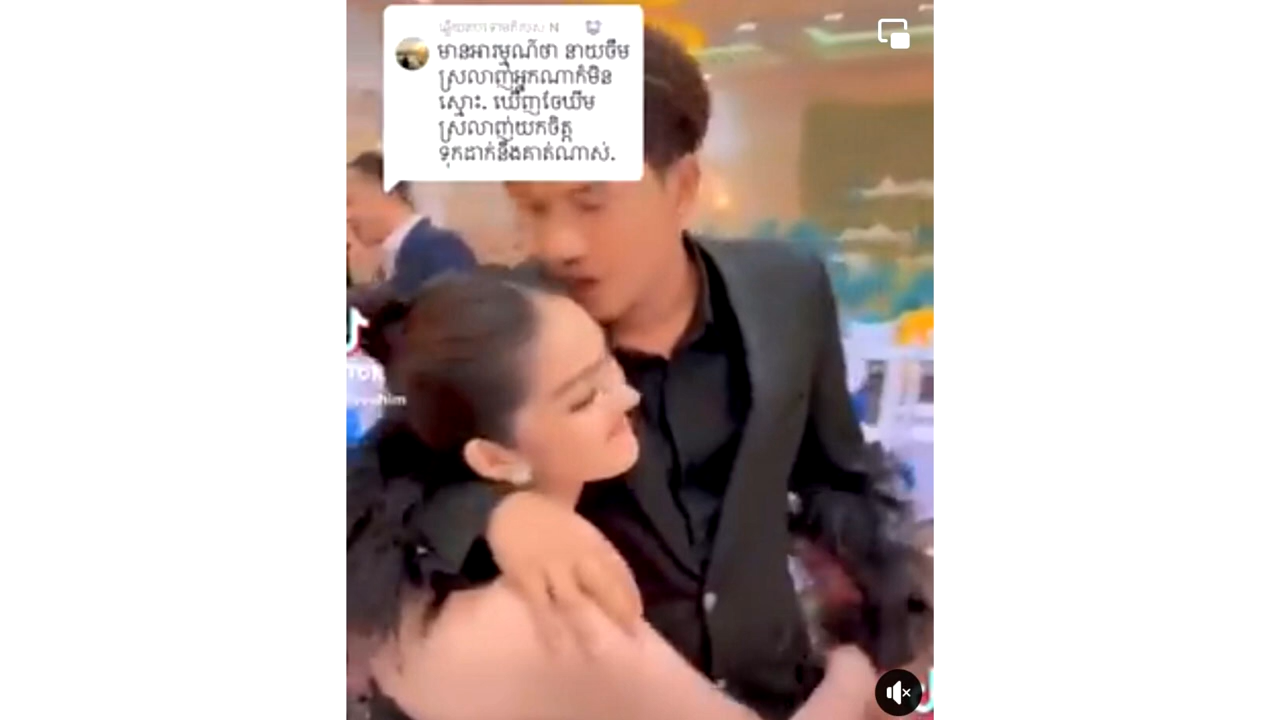 មានអារម្មណ៍ថា នាយចឹម
ស្រលាញ់អ្នកណាក៏មិន
ស្មោះ. ឃើញចែឃីម
ស្រលាញ់យកចិត្ត
ទុកដាក់នឹងគាត់ណាស់.